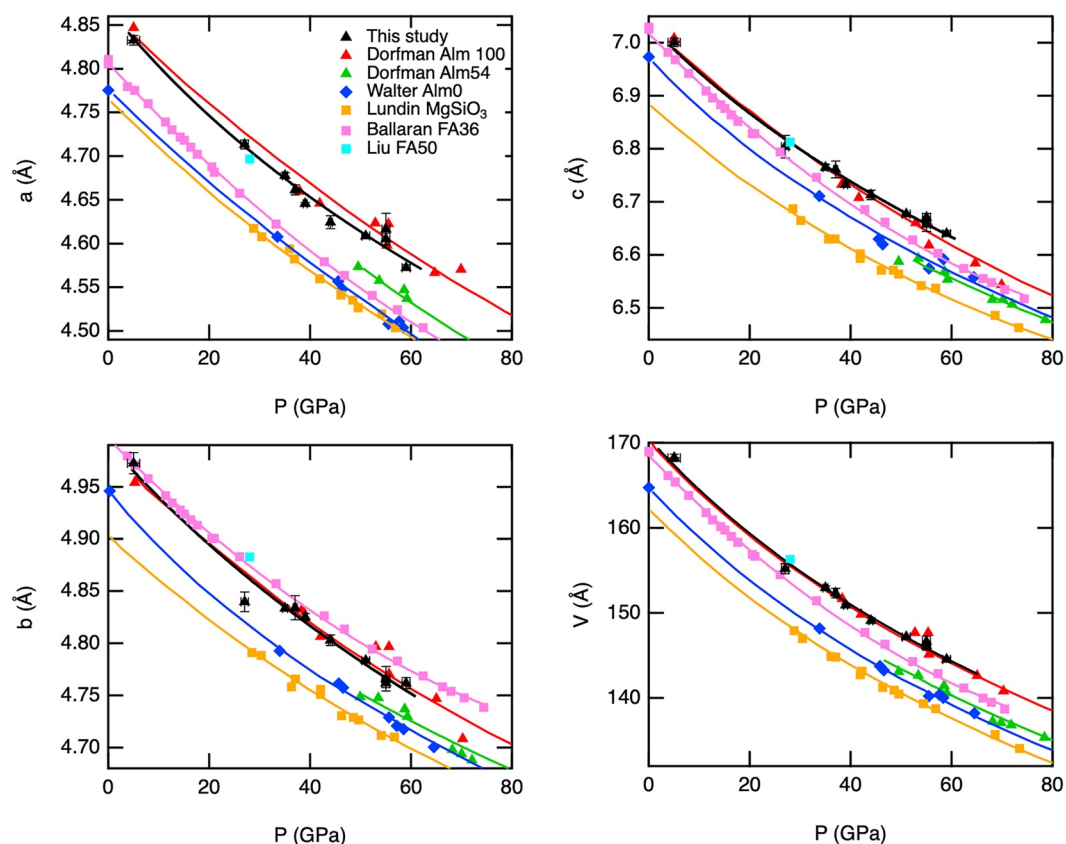 4.85
4.80
4.75
4.70
4.65
4.60
4.55
4.50
a (Å)
0
20
40
60
80
P (GPa)
This study
Dorfman Alm 100
Dorfman Alm54
Walter Alm0
Lundin MgSiO₃
Ballaran FA36
Liu FA50
7.0
6.9
6.8
6.7
6.6
6.5
c (Å)
0
20
40
60
80
P (GPa)
4.95
4.90
4.85
4.80
4.75
4.70
b (Å)
0
20
40
60
80
P (GPa)
170
160
150
140
V (Å)
0
20
40
60
80
P (GPa)